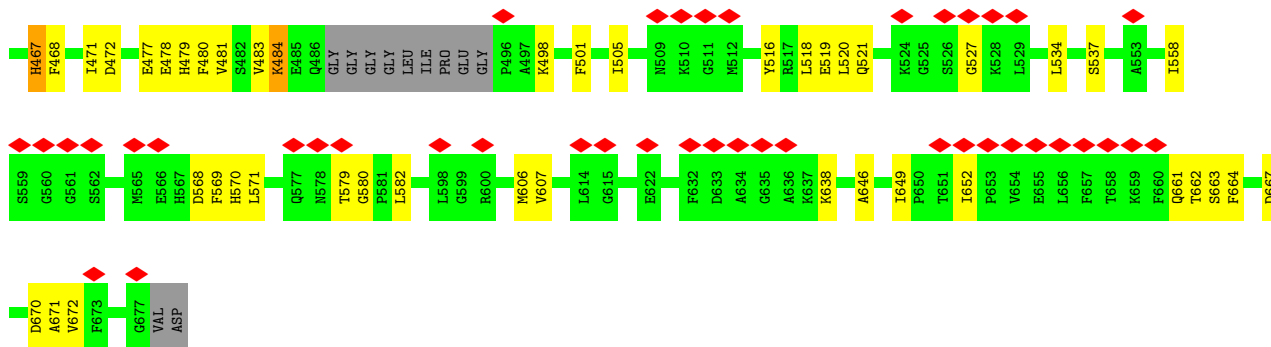 H467 F468 I471 D472 E477 E478 H479 F480 V481 S482 V483 K484 E485 Q486 GLY GLY GLY GLY LEU ILE PRO GLU GLY P496 A497 K498 F501 I505 N509 K510 G511 M512 Y516 R517 L518 E519 L520 Q521 K524 G525 S526 G527 K528 L529 L534 S537 A553 I558
S559 G560 G561 S562 M565 E566 H567 D568 F569 H570 L571 Q577 N578 T579 G580 P581 L582 L598 G599 R600 M606 V607 L614 G615 E622 F632 D633 A634 G635 A636 K637 K638 A646 I649 P650 T651 I652 P653 V654 E655 L656 F657 T658 K659 F660 Q661 T662 S663 F664 D667
D670 A671 V672 F673 G677 VAL ASP